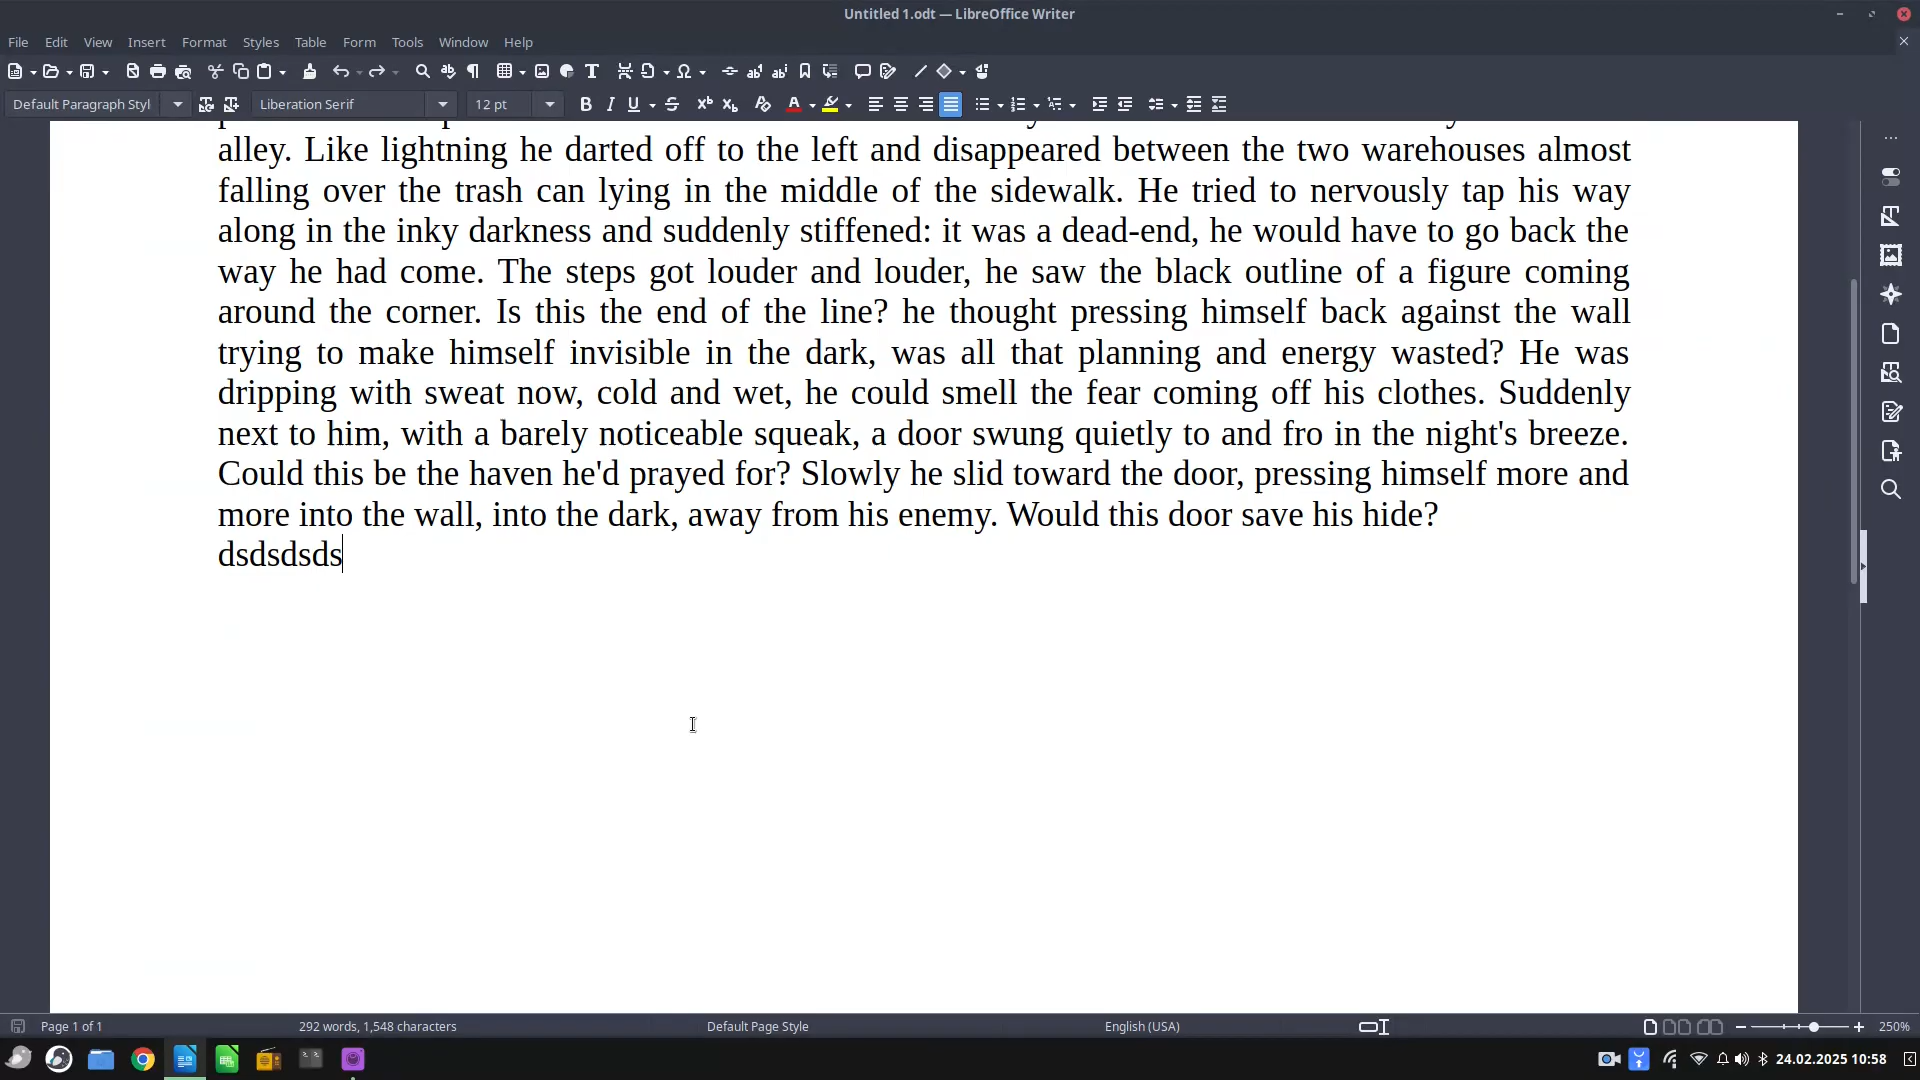 Untitled 1.odt — LibreOffice Writer
File Edit View Insert Format Styles Table Form Tools Window Help
Default Paragraph Styl Liberation Serif 12 pt
alley. Like lightning he darted off to the left and disappeared between the two warehouses almost
falling over the trash can lying in the middle of the sidewalk. He tried to nervously tap his way
along in the inky darkness and suddenly stiffened: it was a dead-end, he would have to go back the
way he had come. The steps got louder and louder, he saw the black outline of a figure coming
around the corner. Is this the end of the line? he thought pressing himself back against the wall
trying to make himself invisible in the dark, was all that planning and energy wasted? He was
dripping with sweat now, cold and wet, he could smell the fear coming off his clothes. Suddenly
next to him, with a barely noticeable squeak, a door swung quietly to and fro in the night's breeze.
Could this be the haven he'd prayed for? Slowly he slid toward the door, pressing himself more and
more into the wall, into the dark, away from his enemy. Would this door save his hide?
dsdsdsds
Page 1 of 1 292 words, 1,548 characters Default Page Style English (USA) 250%
24.02.2025 10:58